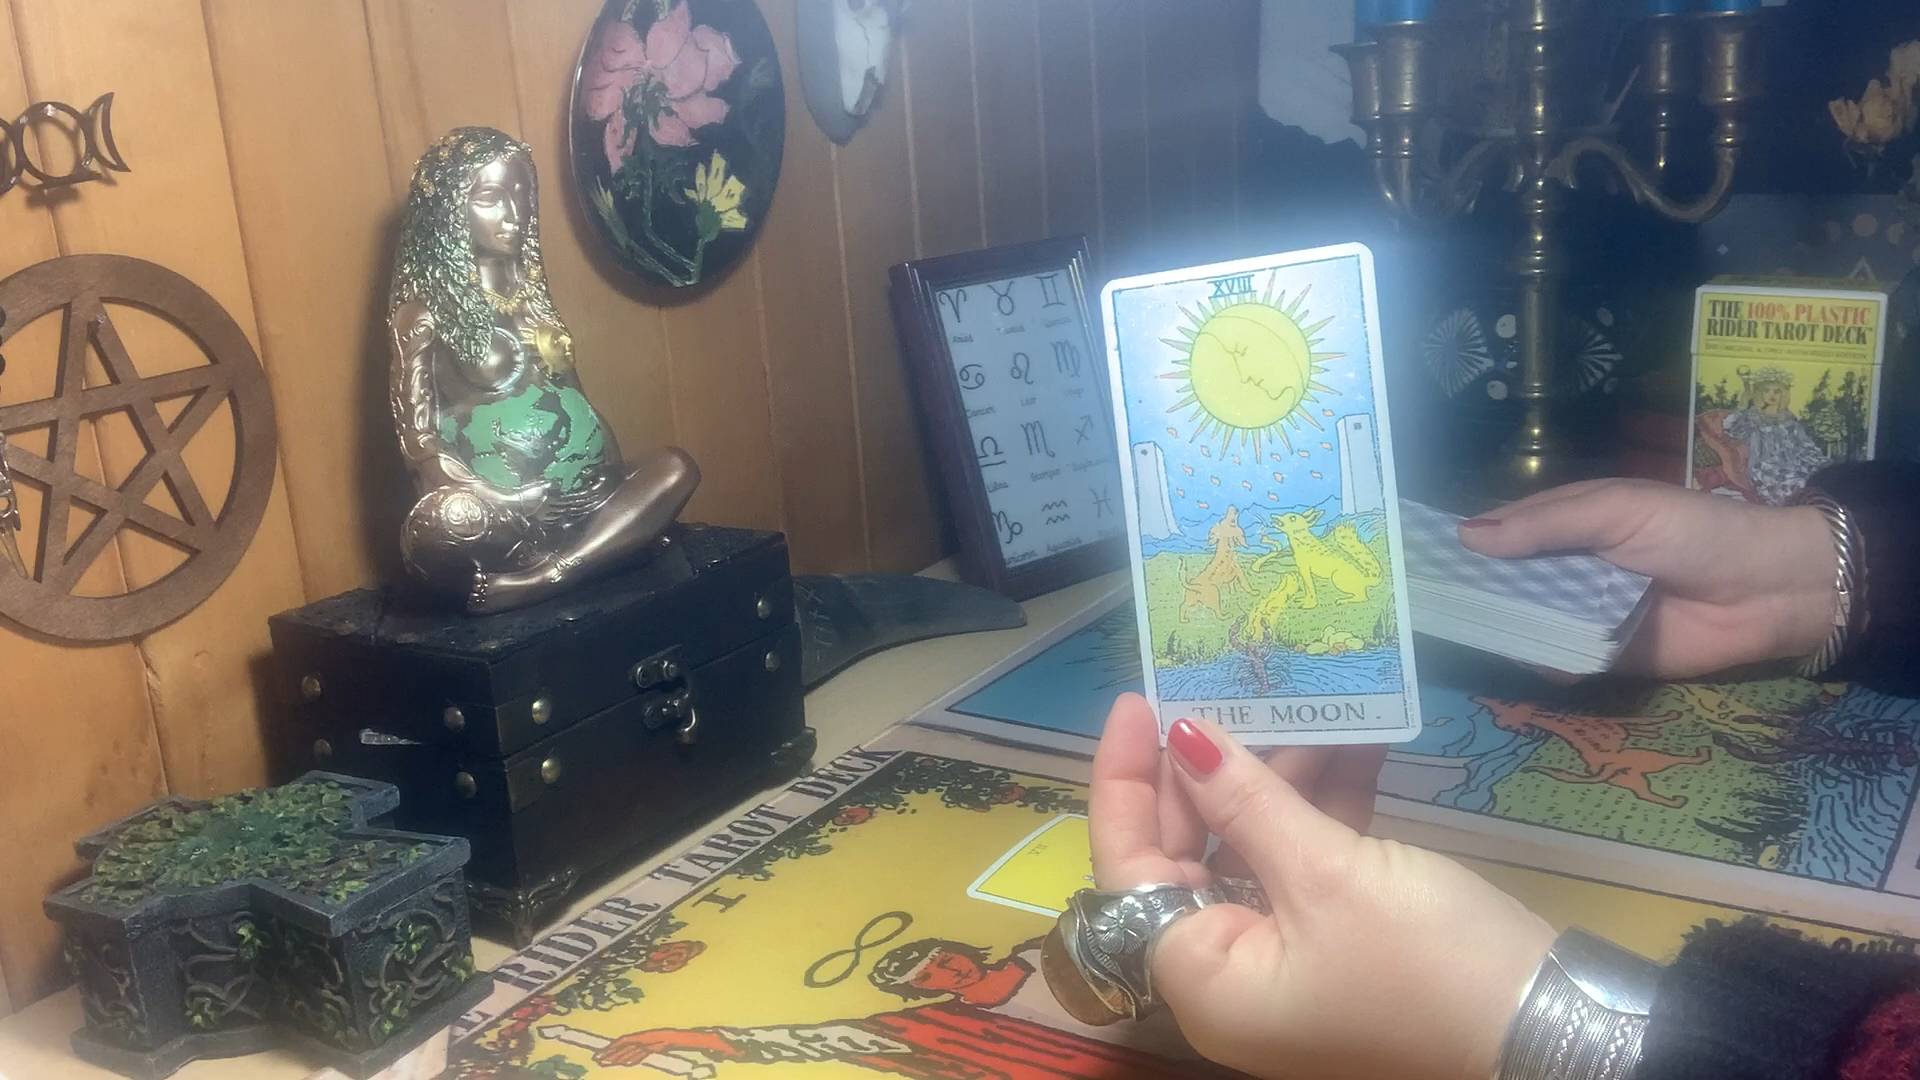 XVIII
THE MOON.
THE 100% PLASTIC
RIDER TAROT DECK
Aries
Taurus
Gemini
Cancer
Leo
Virgo
Libra
Scorpio
Aquarius
RIDER TAROT DECK
I
VII